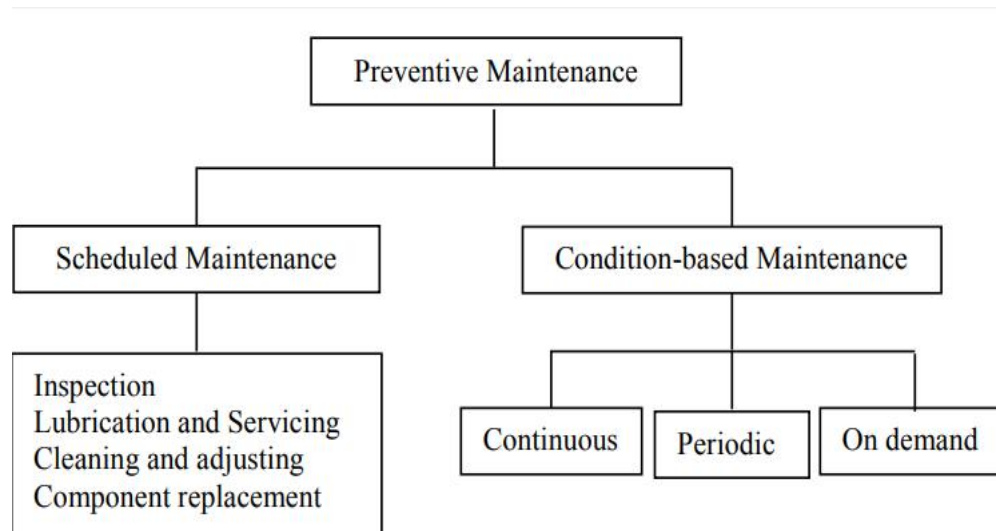 Preventive Maintenance
Scheduled Maintenance
Condition-based Maintenance
Inspection
Lubrication and Servicing
Cleaning and adjusting
Component replacement
Continuous
Periodic
On demand